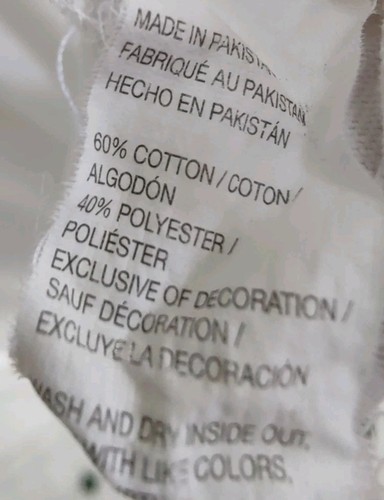 MADE IN PAKISTAN
FABRIQUÉ AU PAKISTAN
HECHO EN PAKISTÁN
60% COTTON / COTON /
ALGODÓN
40% POLYESTER /
POLIÉSTER
EXCLUSIVE OF DECORATION /
SAUF DÉCORATION /
EXCLUYE LA DECORACIÓN
WASH AND DRY INSIDE OUT,
WITH LIKE COLORS.